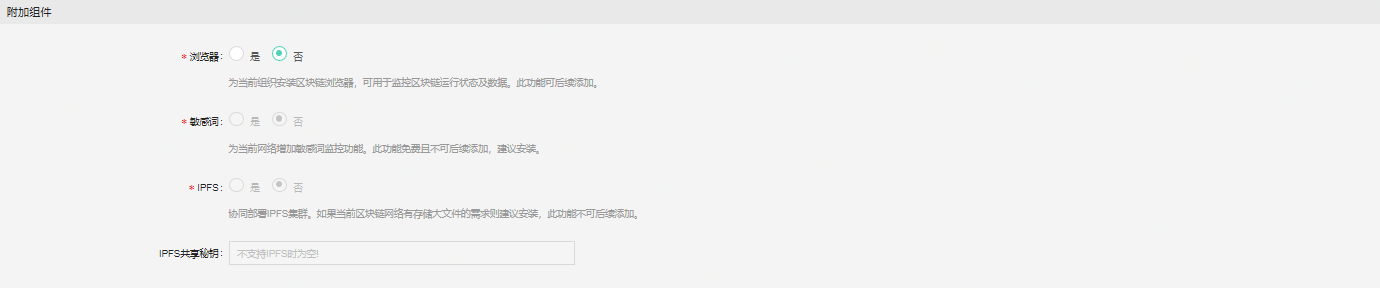 附加组件
* 浏览器: 是 否
为当前组织安装区块链浏览器，可用于监控区块链运行状态及数据。此功能可后续添加。
* 敏感词: 是 否
为当前网络增加敏感词监控功能。此功能免费且不可后续添加，建议安装。
* IPFS: 是 否
协同部署IPFS集群。如果当前区块链网络有存储大文件的需求则建议安装，此功能不可后续添加。
IPFS共享秘钥: 不支持IPFS时为空!